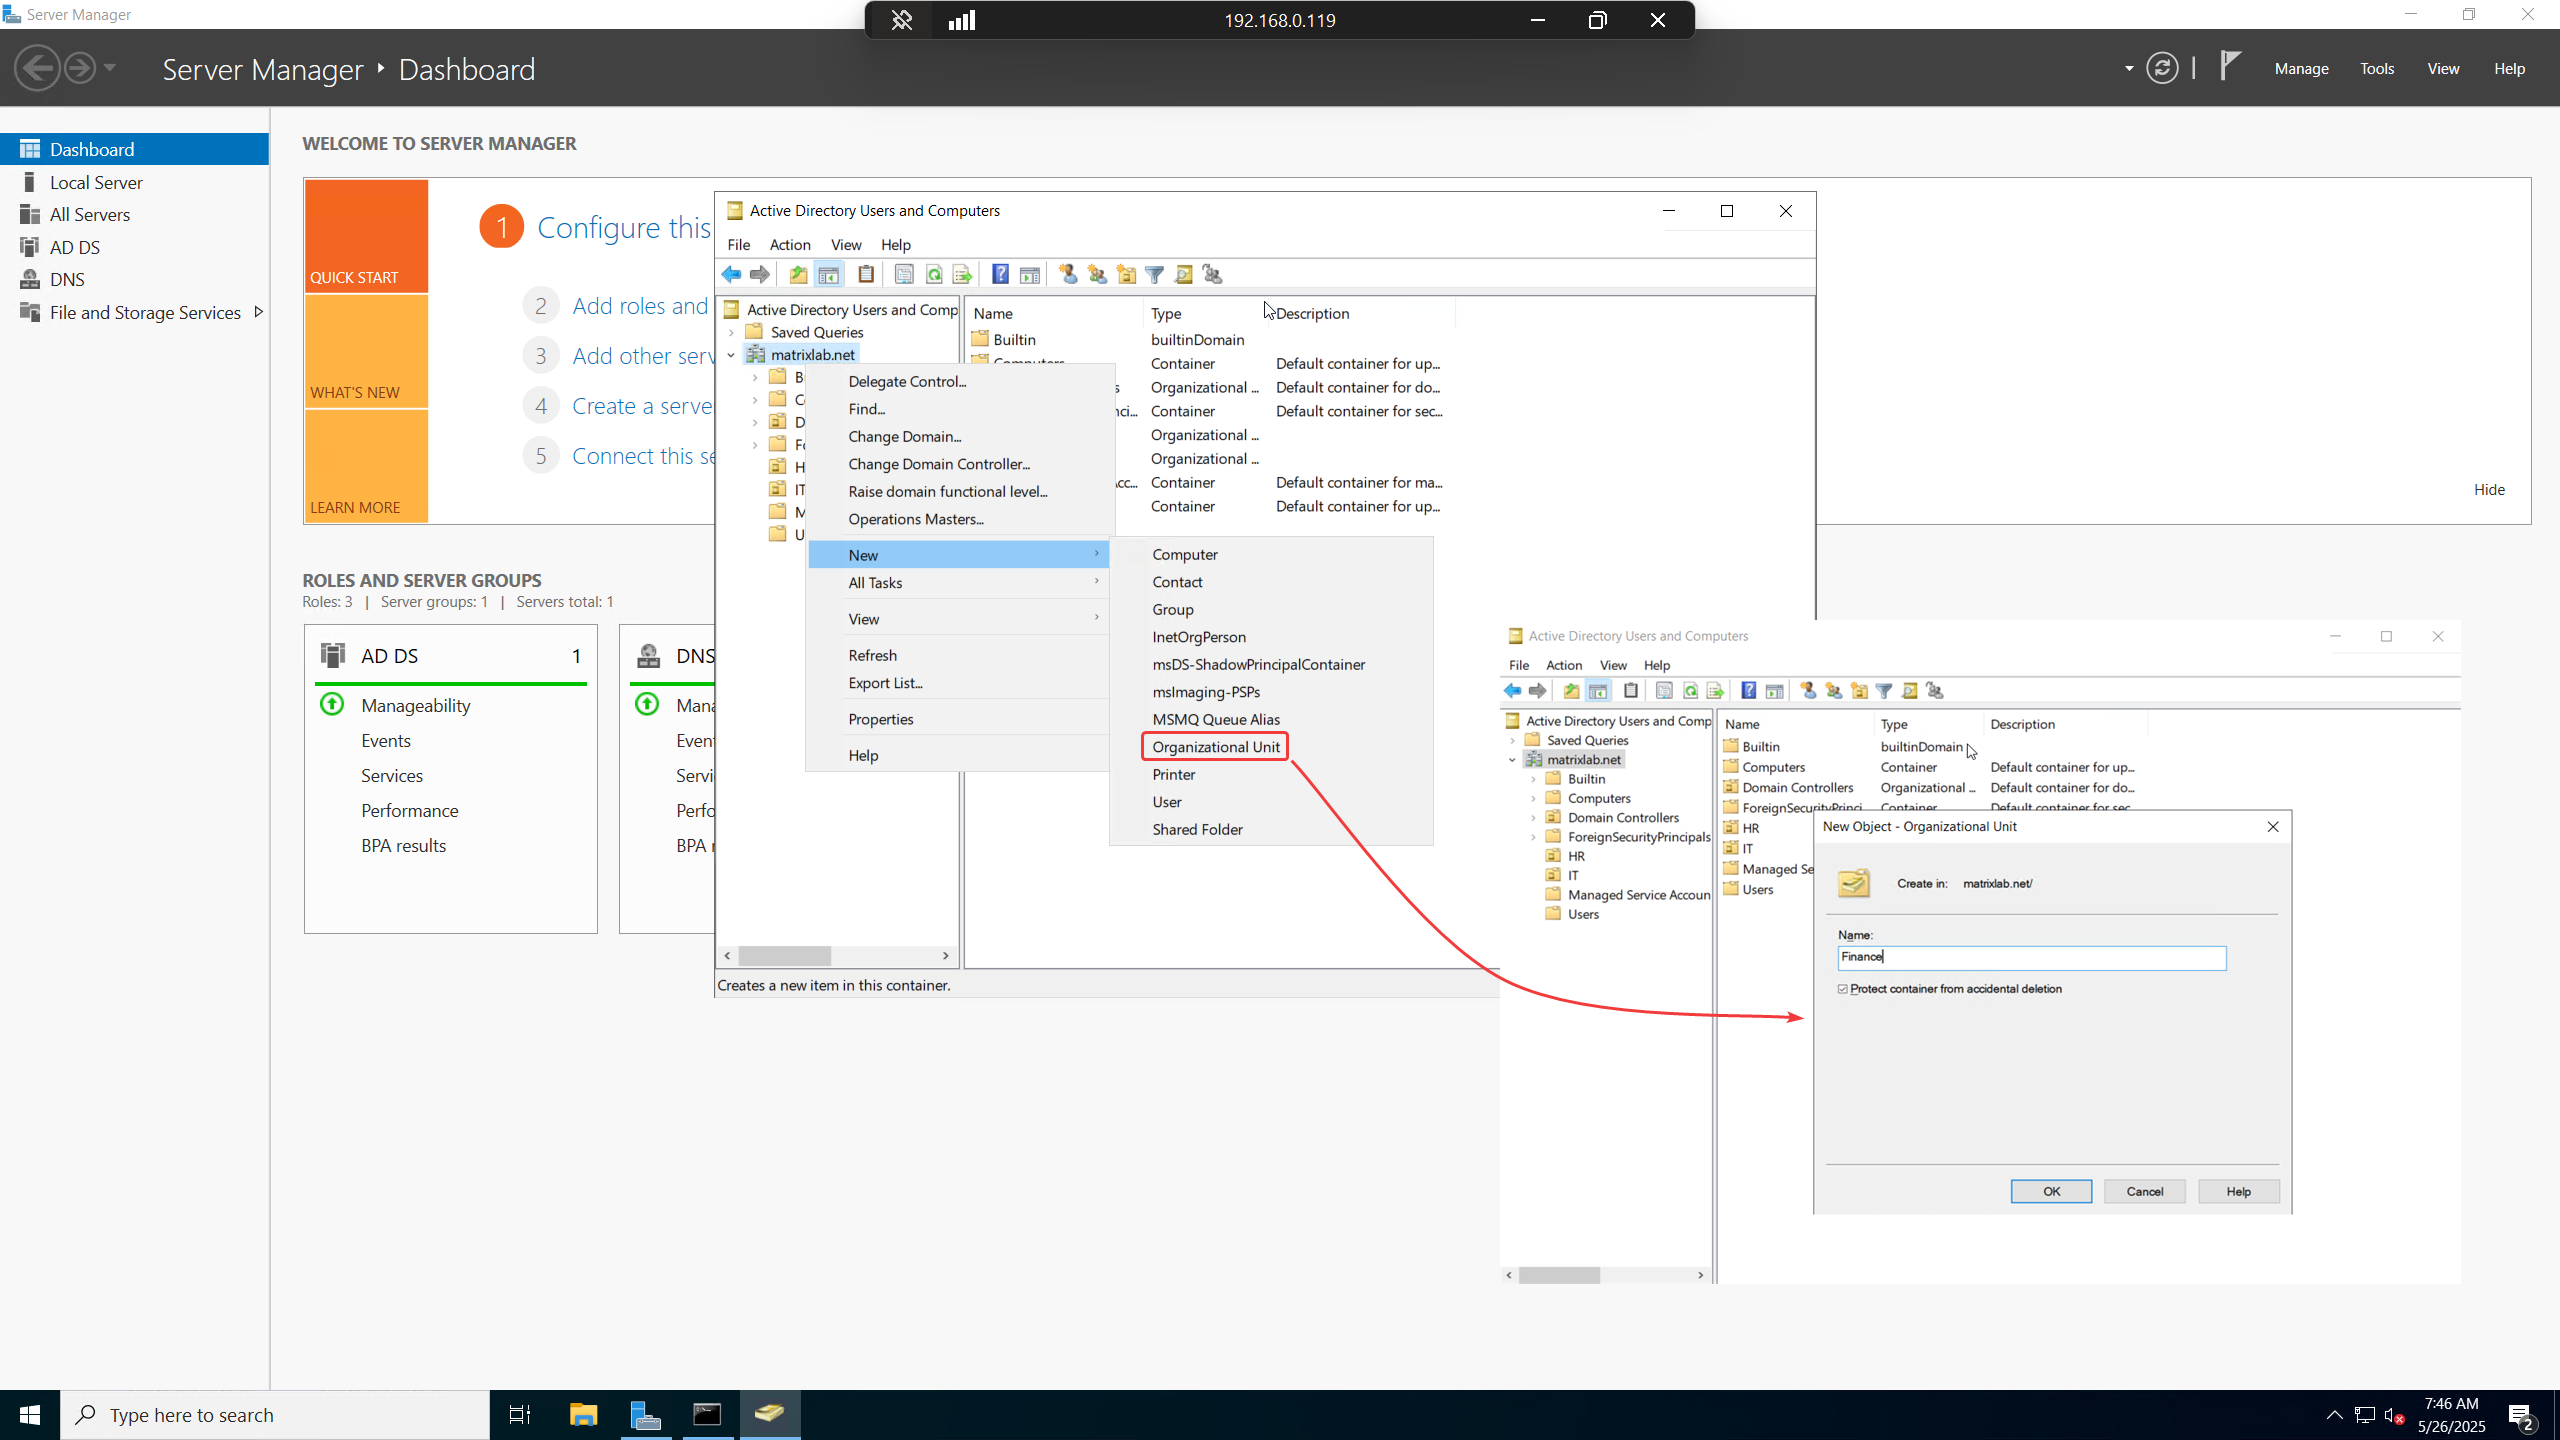 Server Manager
192.168.0.119
Server Manager ‣ Dashboard
Manage
Tools
View
Help
Dashboard
Local Server
All Servers
AD DS
DNS
File and Storage Services
WELCOME TO SERVER MANAGER
QUICK START
WHAT'S NEW
LEARN MORE
1 Configure this
2 Add roles and
3 Add other serv
4 Create a serve
5 Connect this se
Hide
ROLES AND SERVER GROUPS
Roles: 3 | Server groups: 1 | Servers total: 1
AD DS 1
Manageability
Events
Services
Performance
BPA results
DNS
Mana
Even
Servi
Perfo
BPA r
Active Directory Users and Computers
File Action View Help
Active Directory Users and Comp
Saved Queries
matrixlab.net
B
C
D
Fo
H
IT
M
U
Name Type Description
Builtin builtinDomain
Computers Container Default container for up...
s Organizational ... Default container for do...
nci... Container Default container for sec...
Organizational ...
Organizational ...
cc... Container Default container for ma...
Container Default container for up...
Delegate Control...
Find...
Change Domain...
Change Domain Controller...
Raise domain functional level...
Operations Masters...
New
All Tasks
View
Refresh
Export List...
Properties
Help
Computer
Contact
Group
InetOrgPerson
msDS-ShadowPrincipalContainer
msImaging-PSPs
MSMQ Queue Alias
Organizational Unit
Printer
User
Shared Folder
Creates a new item in this container.
Active Directory Users and Computers
File Action View Help
Active Directory Users and Comp
Saved Queries
matrixlab.net
Builtin
Computers
Domain Controllers
ForeignSecurityPrincipals
HR
IT
Managed Service Accoun
Users
Name Type Description
Builtin builtinDomain
Computers Container Default container for up...
Domain Controllers Organizational ... Default container for do...
ForeignSecurityPrinci... Container Default container for sec...
HR
IT
Managed Se
Users
New Object - Organizational Unit
Create in: matrixlab.net/
Name:
Finance
Protect container from accidental deletion
OK
Cancel
Help
Type here to search
7:46 AM
5/26/2025
2